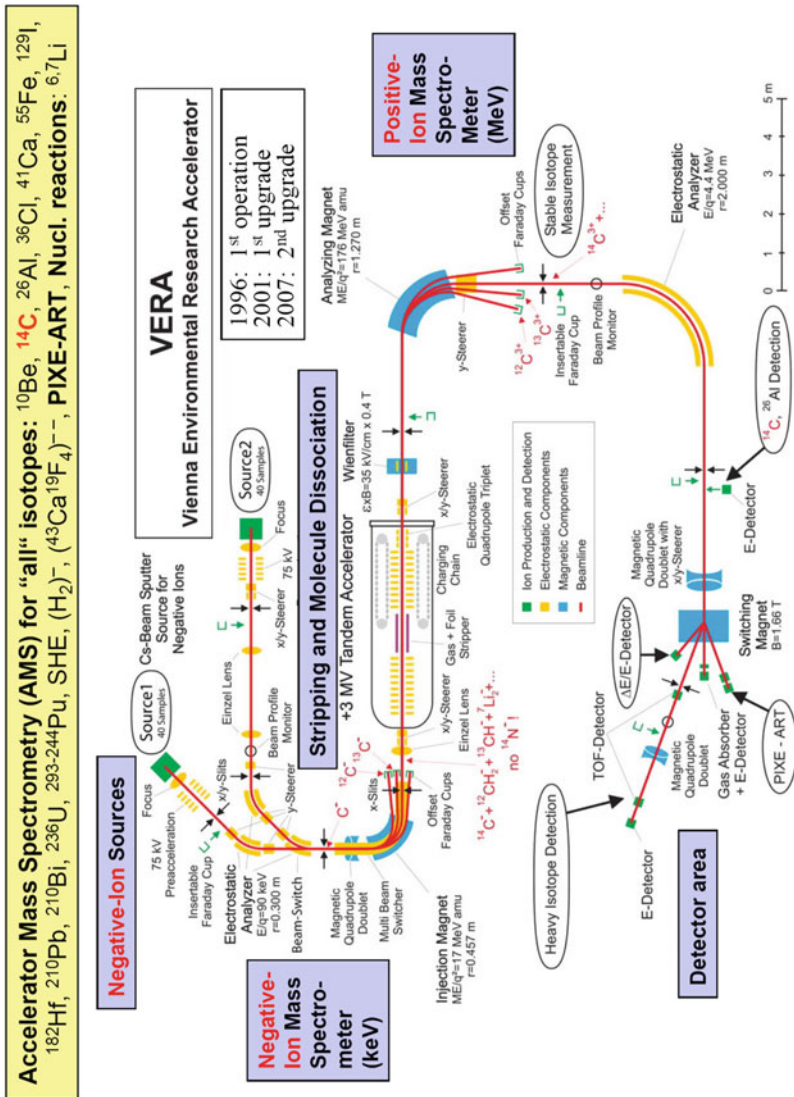 Accelerator Mass Spectrometry (AMS) for “all“ isotopes: ¹⁰Be, ¹⁴C, ²⁶Al, ³⁶Cl, ⁴¹Ca, ⁵⁵Fe, ¹²⁹I,
¹⁸²Hf, ²¹⁰Pb, ²¹⁰Bi, ²³⁶U, ²⁹³⁻²⁴⁴Pu, SHE, (H₂)⁻, (⁴³Ca¹⁹F₄)⁻⁻, PIXE-ART, Nucl. reactions: ⁶,⁷Li
Negative-Ion Sources
Source1
40 Samples
Cs-Beam Sputter
Source for
Negative Ions
Source2
40 Samples
VERA
Vienna Environmental Research Accelerator
1996: 1st operation
2001: 1st upgrade
2007: 2nd upgrade
Focus
75 kV
Preacceleration
Insertable
Faraday Cup
x/y-Slits
Einzel Lens
Beam Profile
Monitor
x/y-Steerer
75 kV
Focus
Electrostatic
Analyzer
E/q=90 keV
r=0.300 m
y-Steerer
Beam-Switch
Negative-
Ion Mass
Spectro-
meter
(keV)
C⁻
Magnetic
Quadrupole
Doublet
Multi Beam
Switcher
Injection Magnet
ME/q²=17 MeV amu
r=0.457 m
x-Slits
¹²C⁻
¹³C⁻
Offset
Faraday Cups
¹⁴C⁻+¹²CH₂⁻+¹³CH⁻+⁷Li₂⁻+...
no ¹⁴N⁻!
x/y-Steerer
Einzel Lens
Stripping and Molecule Dissociation
+3 MV Tandem Accelerator
Gas + Foil
Stripper
Charging
Chain
Electrostatic
Quadrupole Triplet
x/y-Steerer
Wienfilter
εxB=35 kV/cm x 0.4 T
Positive-
Ion Mass
Spectro-
Meter
(MeV)
Analyzing Magnet
ME/q²=176 MeV amu
r=1.270 m
y-Steerer
Offset
Faraday Cups
¹²C³⁺
¹³C³⁺
Stable Isotope
Measurement
Insertable
Faraday Cup
¹⁴C³⁺+...
Beam Profile
Monitor
Electrostatic
Analyzer
E/q=4.4 MeV
r=2.000 m
0 1 2 3 4 5 m
Ion Production and Detection
Electrostatic Components
Magnetic Components
Beamline
¹⁴C, ²⁶Al Detection
E-Detector
Magnetic
Quadrupole
Doublet with
x/y-Steerer
Switching
Magnet
B=1.66 T
ΔE/E-Detector
TOF-Detector
Magnetic
Quadrupole
Doublet
Gas Absorber
+ E-Detector
PIXE - ART
Heavy Isotope Detection
E-Detector
Detector area